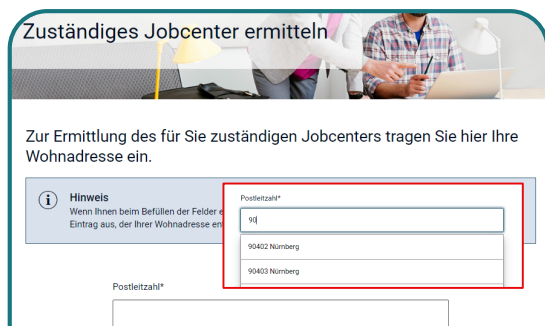 Zuständiges Jobcenter ermitteln
Zur Ermittlung des für Sie zuständigen Jobcenters tragen Sie hier Ihre
Wohnadresse ein.
Hinweis
Wenn Ihnen beim Befüllen der Felder
Eintrag aus, der Ihrer Wohnadresse
Postleitzahl*
90
90402 Nürnberg
90403 Nürnberg
Postleitzahl*